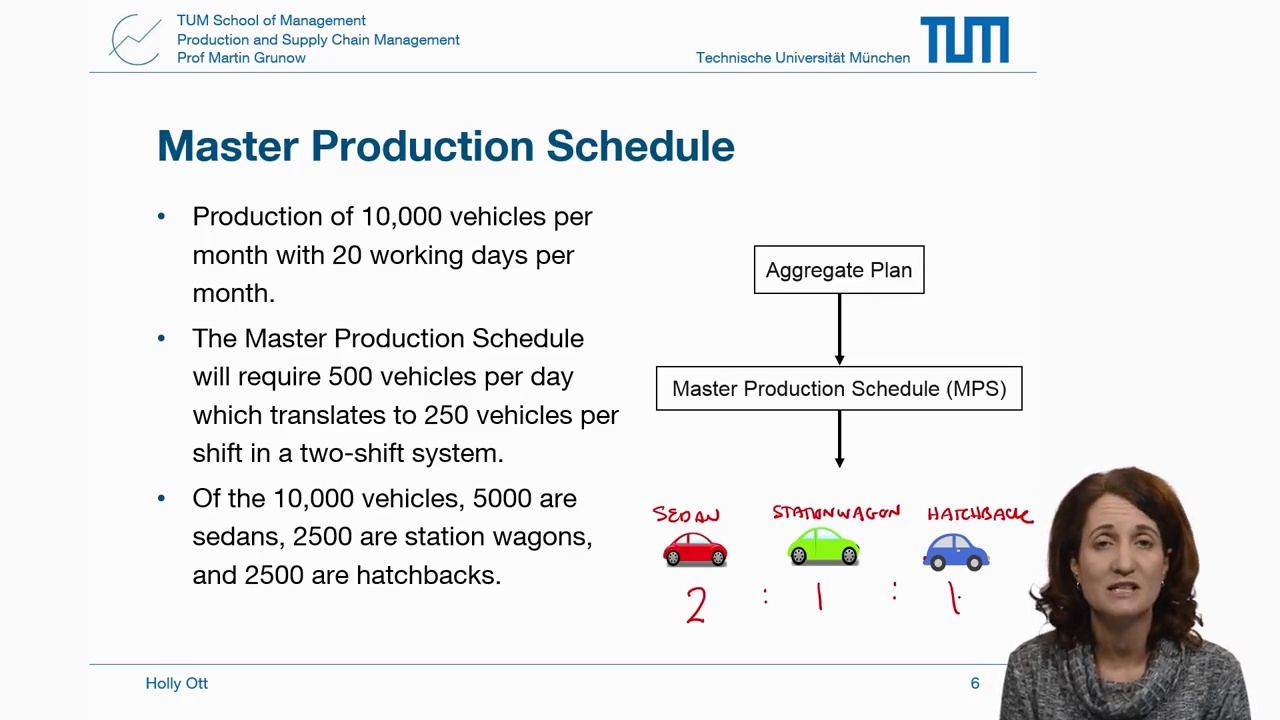 TUM School of Management
Production and Supply Chain Management
Prof Martin Grunow
Technische Universität München
TUM
Master Production Schedule
• Production of 10,000 vehicles per
month with 20 working days per
month.
• The Master Production Schedule
will require 500 vehicles per day
which translates to 250 vehicles per
shift in a two-shift system.
• Of the 10,000 vehicles, 5000 are
sedans, 2500 are station wagons,
and 2500 are hatchbacks.
Aggregate Plan
Master Production Schedule (MPS)
SEDAN STATIONWAGON HATCHBACK
2 : 1 : 1
Holly Ott
6